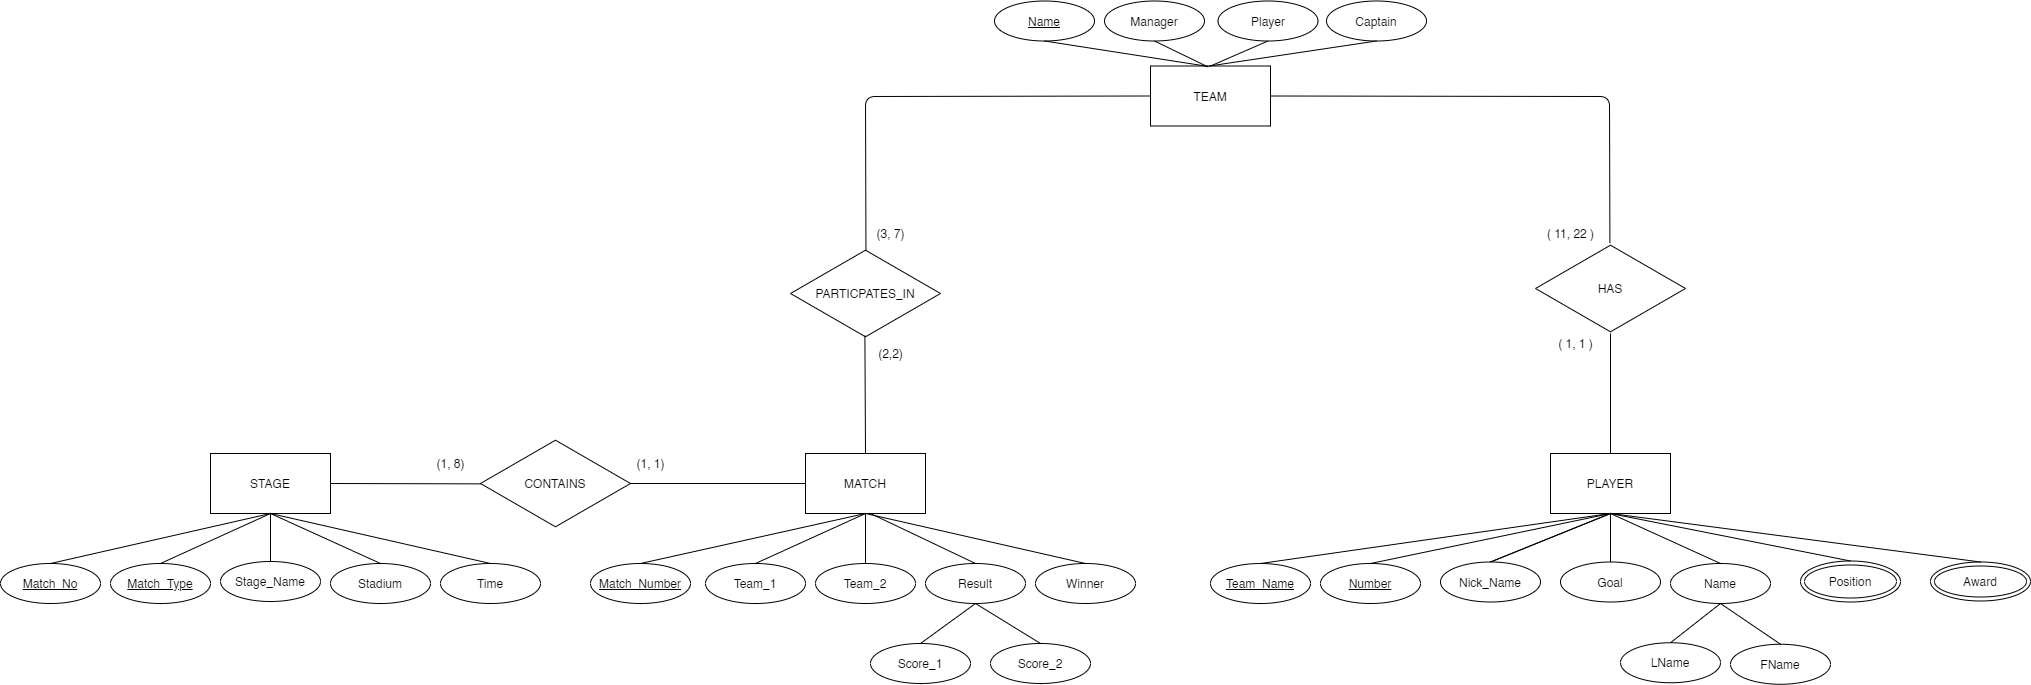 Name
Manager
Player
Captain
TEAM
(3, 7)
( 11, 22 )
PARTCPATES_IN
HAS
(2,2)
( 1, 1 )
(1, 8)
(1, 1)
STAGE
CONTAINS
MATCH
PLAYER
Match_No
Match_Type
Stage_Name
Stadium
Time
Match_Number
Team_1
Team_2
Result
Winner
Team_Name
Number
Nick_Name
Goal
Name
Position
Award
Score_1
Score_2
LName
FName